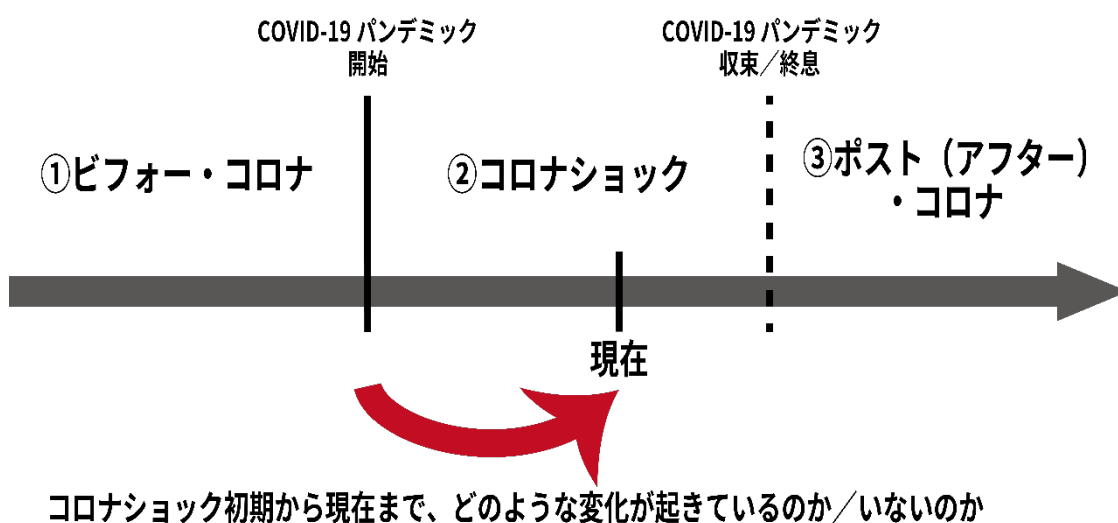 COVID-19 パンデミック
開始
COVID-19 パンデミック
収束／終息
①ビフォー・コロナ
②コロナショック
③ポスト（アフター）
・コロナ
現在
コロナショック初期から現在まで、どのような変化が起きているのか／いないのか